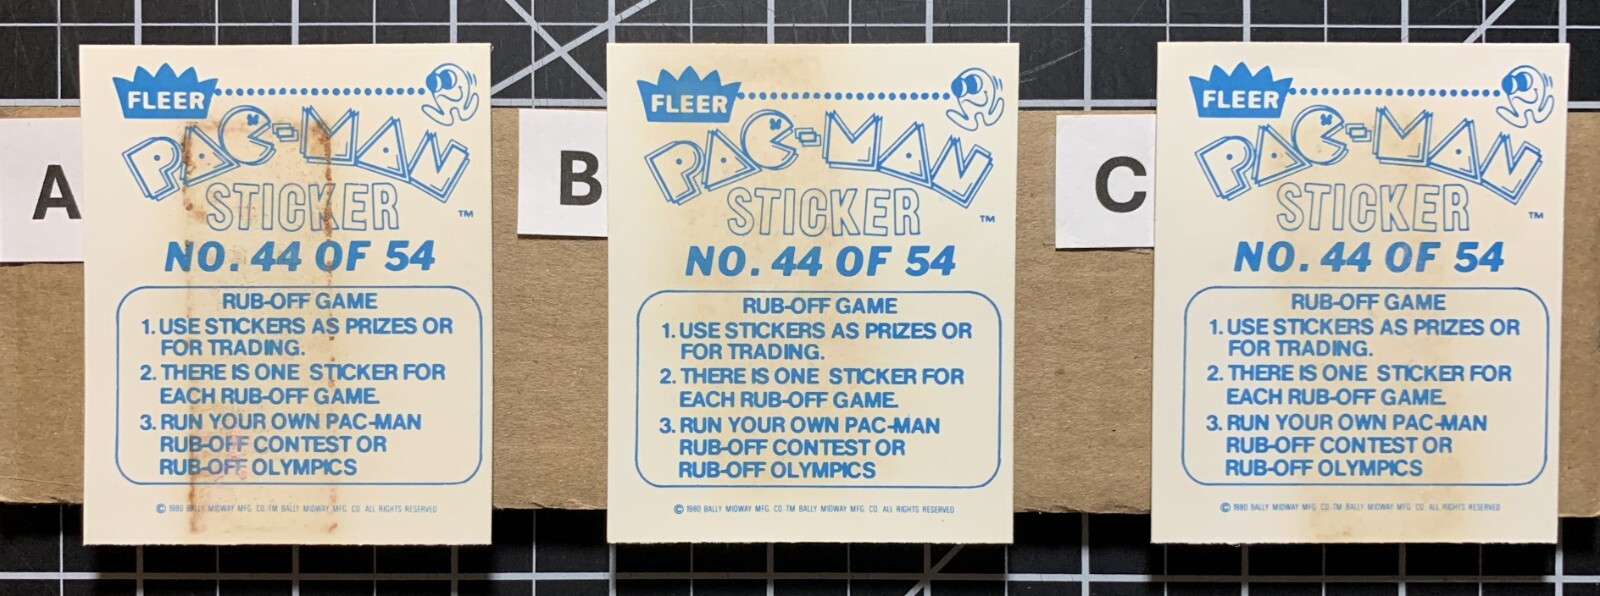 A
FLEER
PAC-MAN
STICKER
TM
NO. 44 OF 54
RUB-OFF GAME
1. USE STICKERS AS PRIZES OR
FOR TRADING.
2. THERE IS ONE STICKER FOR
EACH RUB-OFF GAME.
3. RUN YOUR OWN PAC-MAN
RUB-OFF CONTEST OR
RUB-OFF OLYMPICS
© 1980 BALLY MIDWAY MFG. CO. TM BALLY MIDWAY MFG. CO. ALL RIGHTS RESERVED
B
FLEER
PAC-MAN
STICKER
TM
NO. 44 OF 54
RUB-OFF GAME
1. USE STICKERS AS PRIZES OR
FOR TRADING.
2. THERE IS ONE STICKER FOR
EACH RUB-OFF GAME.
3. RUN YOUR OWN PAC-MAN
RUB-OFF CONTEST OR
RUB-OFF OLYMPICS
© 1980 BALLY MIDWAY MFG. CO. TM BALLY MIDWAY MFG. CO. ALL RIGHTS RESERVED
C
FLEER
PAC-MAN
STICKER
TM
NO. 44 OF 54
RUB-OFF GAME
1. USE STICKERS AS PRIZES OR
FOR TRADING.
2. THERE IS ONE STICKER FOR
EACH RUB-OFF GAME.
3. RUN YOUR OWN PAC-MAN
RUB-OFF CONTEST OR
RUB-OFF OLYMPICS
© 1980 BALLY MIDWAY MFG. CO. TM BALLY MIDWAY MFG. CO. ALL RIGHTS RESERVED